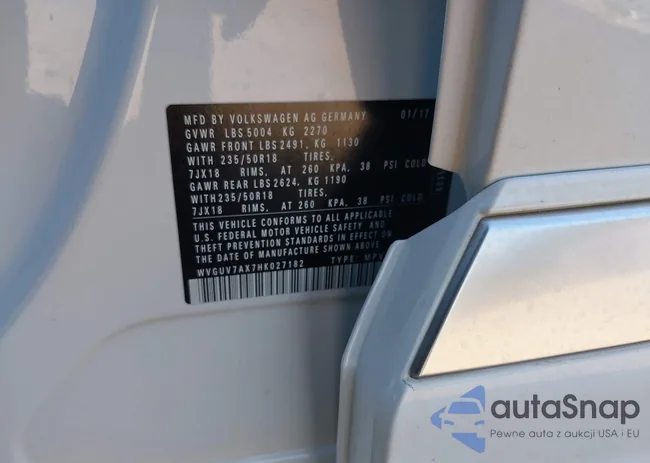 MFD BY VOLKSWAGEN AG GERMANY 01/17
GVWR LBS 5004 KG 2270
GAWR FRONT LBS 2491, KG 1130
WITH 235/50R18 TIRES,
7JX18 RIMS, AT 260 KPA, 38 PSI COLD
GAWR REAR LBS 2624, KG 1190
WITH 235/50R18 TIRES,
7JX18 RIMS, AT 260 KPA, 38 PSI COLD
THIS VEHICLE CONFORMS TO ALL APPLICABLE
U.S. FEDERAL MOTOR VEHICLE SAFETY AND
THEFT PREVENTION STANDARDS IN EFFECT ON
THE DATE OF MANUFACTURE SHOWN ABOVE.
WVGUV7AX7HK027182 TYPE: MPV
autaSnap
Pewne auta z aukcji USA i EU